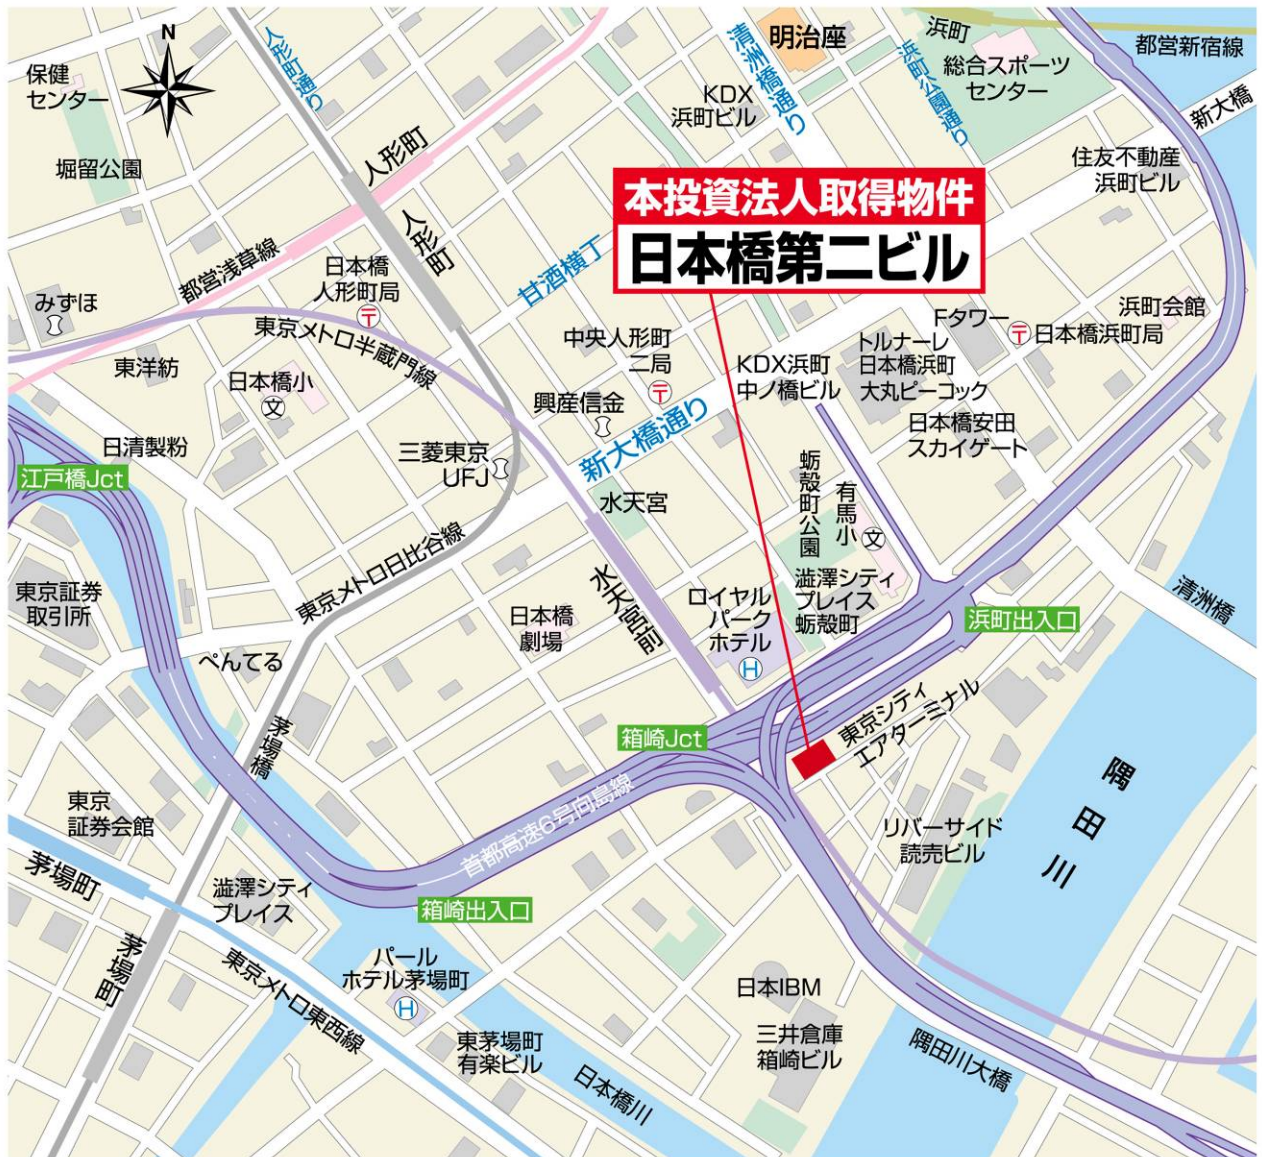 N
保健
センター
堀留公園
人形町通り
人形町
人形町
清洲橋通り
明治座
浜町
浜町公園通り
総合スポーツ
センター
都営新宿線
新大橋
KDX
浜町ビル
住友不動産
浜町ビル
本投資法人取得物件
日本橋第二ビル
都営浅草線
日本橋
人形町局
甘酒横丁
みずほ
東京メトロ半蔵門線
東洋紡
日本橋小
文
中央人形町
二局
KDX浜町
中ノ橋ビル
Fタワー
トルナーレ
日本橋浜町
大丸ピーコック
日本橋浜町局
浜町会館
日本橋安田
スカイゲート
興産信金
新大橋通り
日清製粉
三菱東京
UFJ
江戸橋Jct
水天宮
蛎殻町公園
有馬小
文
東京メトロ日比谷線
東京証券
取引所
日本橋
劇場
水天宮前
ロイヤル
パーク
ホテル
H
澁澤シティ
プレイス
蛎殻町
浜町出入口
清洲橋
ぺんてる
茅場橋
箱崎Jct
東京シティ
エアターミナル
隅田川
東京
証券会館
首都高速6号向島線
リバーサイド
読売ビル
茅場町
澁澤シティ
プレイス
箱崎出入口
茅場町
東京メトロ東西線
パール
ホテル茅場町
H
日本IBM
東茅場町
有楽ビル
三井倉庫
箱崎ビル
日本橋川
隅田川大橋